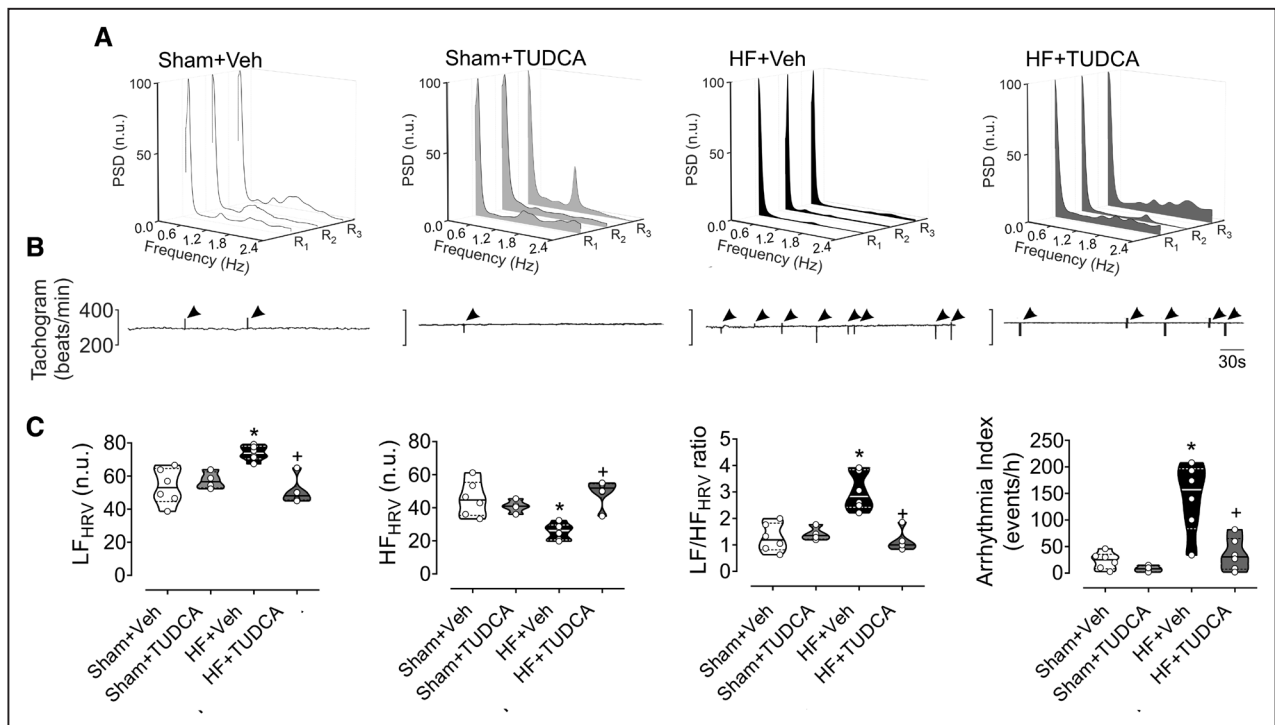 A
Sham+Veh
Sham+TUDCA
HF+Veh
HF+TUDCA
100
50
0.0
PSD (n.u.)
0.6
1.2
1.8
2.4
Frequency (Hz)
R1
R2
R3
100
50
0.0
PSD (n.u.)
0.6
1.2
1.8
2.4
Frequency (Hz)
R1
R2
R3
100
50
0.0
PSD (n.u.)
0.6
1.2
1.8
2.4
Frequency (Hz)
R1
R2
R3
100
50
0.0
PSD (n.u.)
0.6
1.2
1.8
2.4
Frequency (Hz)
R1
R2
R3
B
Tachogram
(beats/min)
400
200
30s
C
LFHRV (n.u.)
80
60
40
20
0
*
+
Sham+Veh
Sham+TUDCA
HF+Veh
HF+TUDCA
HFHRV (n.u.)
80
60
40
20
0
*
+
Sham+Veh
Sham+TUDCA
HF+Veh
HF+TUDCA
LF/HFHRV ratio
5
4
3
2
1
0
*
+
Sham+Veh
Sham+TUDCA
HF+Veh
HF+TUDCA
Arrhythmia Index
(events/h)
250
200
150
100
50
0
*
+
Sham+Veh
Sham+TUDCA
HF+Veh
HF+TUDCA